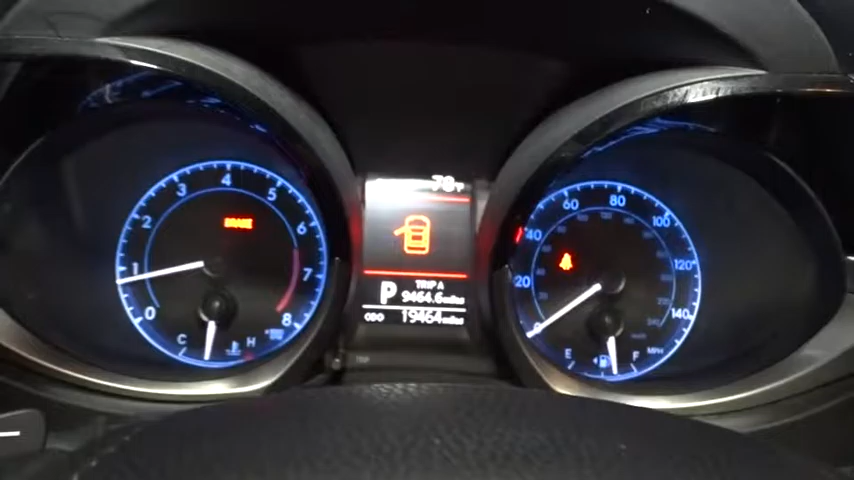 0 1 2 3 4 5 6 7 8
BRAKE
C H
78°F
P
TRIP A
9464.6 miles
ODO 19464 miles
20 40 60 80 100 120 140
E F
MPH
TRIP